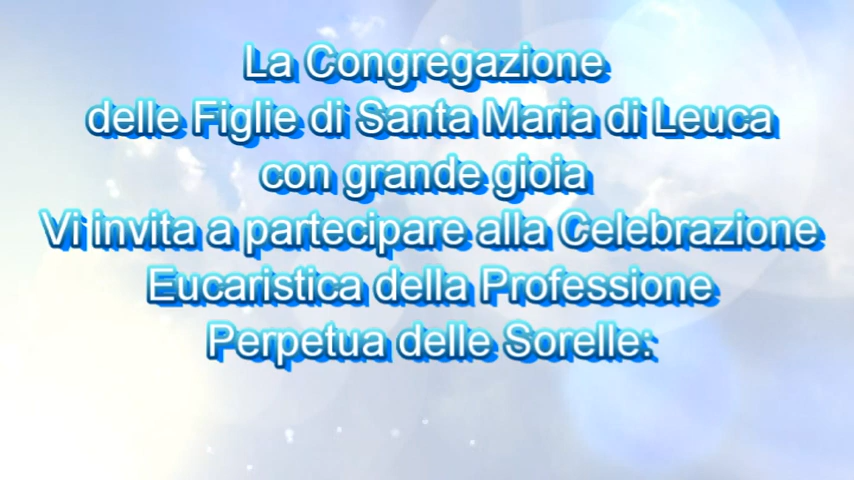 La Congregazione
delle Figlie di Santa Maria di Leuca
con grande gioia
Vi invita a partecipare alla Celebrazione
Eucaristica della Professione
Perpetua delle Sorelle: